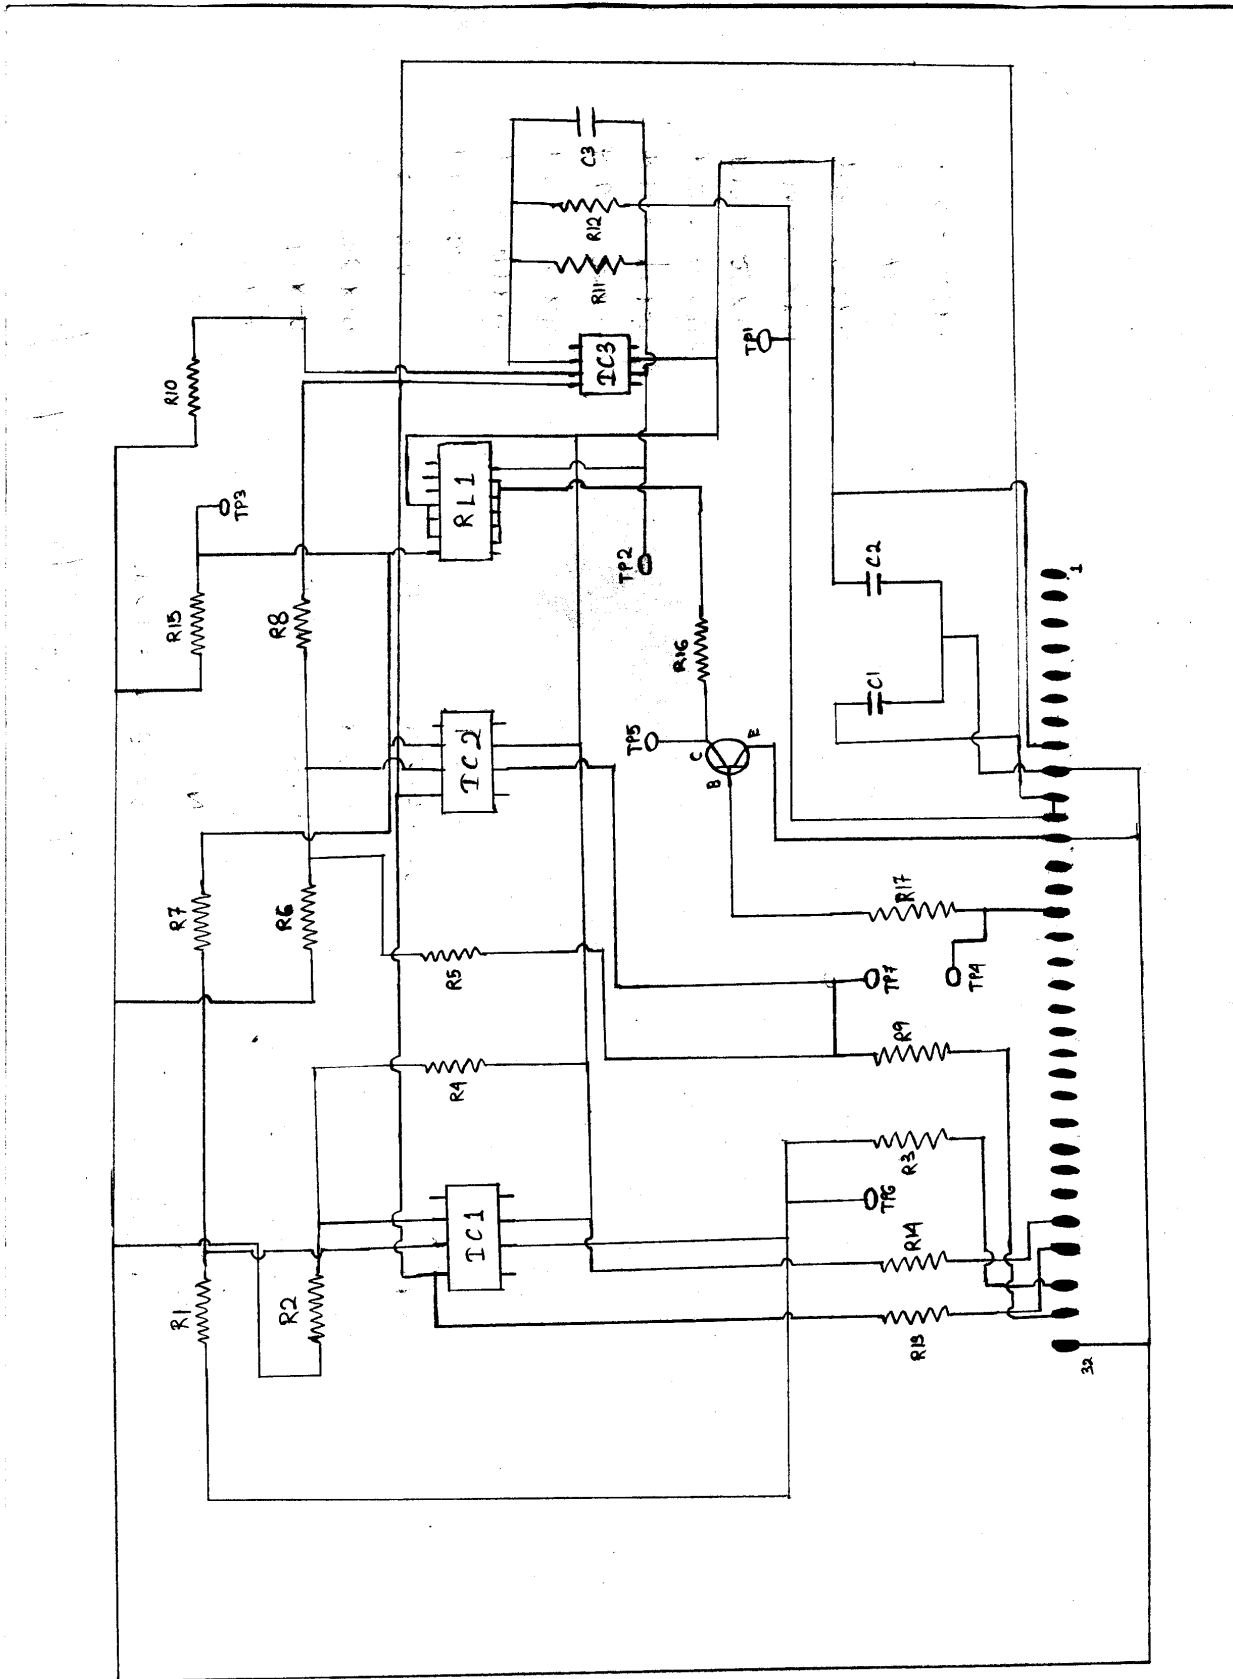 R1
R7
R15
R10
TP3
R2
R6
R8
R4
R5
IC1
IC2
RL1
IC3
R11
R12
C3
TP5
TP2
R16
C
B
E
TP1
C1
C2
R13
R14
TP6
R3
R9
TP7
R17
TP4
32
1